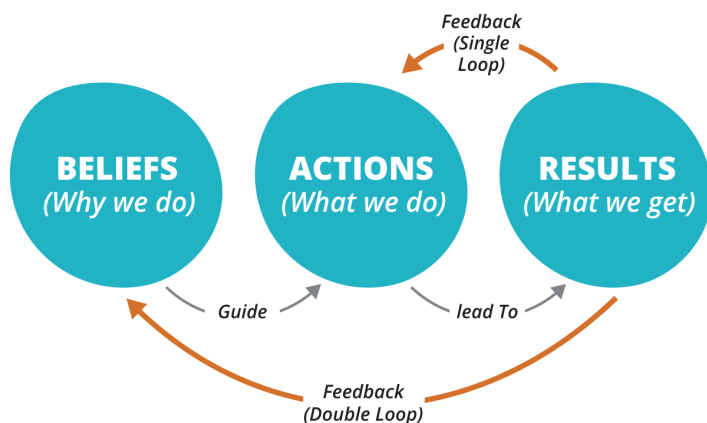 Feedback
(Single
Loop)
BELIEFS
(Why we do)
ACTIONS
(What we do)
RESULTS
(What we get)
Guide
lead To
Feedback
(Double Loop)